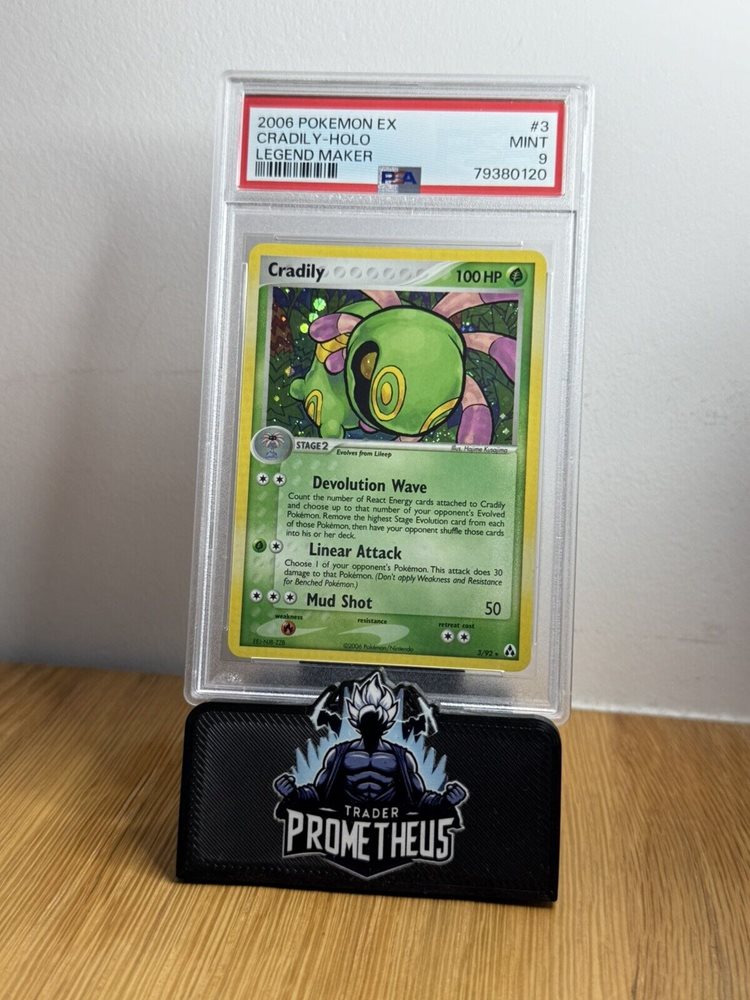 2006 POKEMON EX #3
CRADILY-HOLO MINT
LEGEND MAKER 9
PSA 79380120
Cradily 100 HP
STAGE 2
Evolves from Lileep
Illus. Hajime Kusajima
Devolution Wave
Count the number of React Energy cards attached to Cradily
and choose up to that number of your opponent's Evolved
Pokémon. Remove the highest Stage Evolution card from each
of those Pokémon, then have your opponent shuffle those cards
into his or her deck.
Linear Attack
Choose 1 of your opponent's Pokémon. This attack does 30
damage to that Pokémon. (Don't apply Weakness and Resistance
for Benched Pokémon.)
Mud Shot 50
weakness resistance retreat cost
©2006 Pokémon/Nintendo 3/92
TRADER
PROMETHEUS